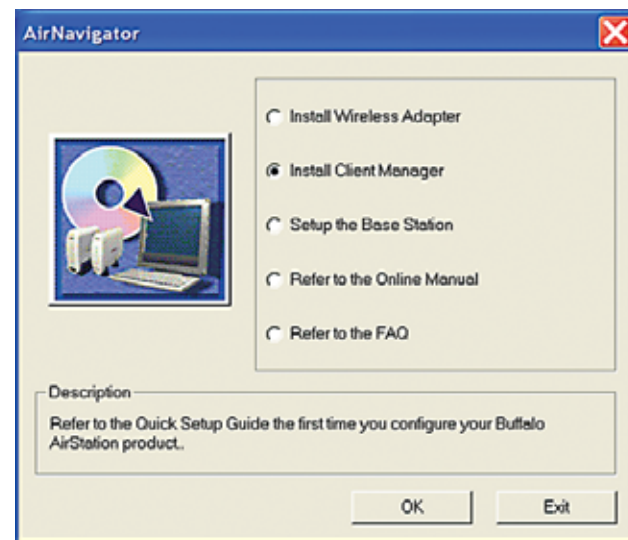 AirNavigator
Install Wireless Adapter
Install Client Manager
Setup the Base Station
Refer to the Online Manual
Refer to the FAQ
Description
Refer to the Quick Setup Guide the first time you configure your Buffalo
AirStation product..
OK
Exit